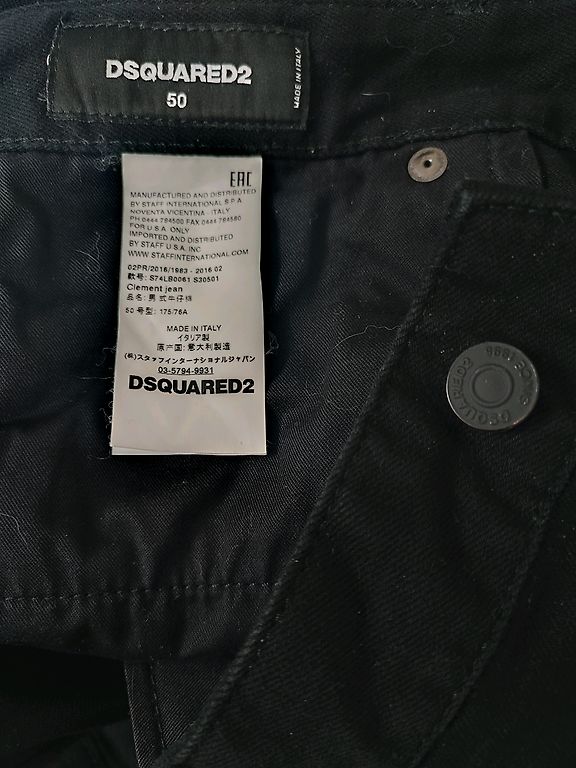 DSQUARED2
50
MADE IN ITALY
EAC
MANUFACTURED AND DISTRIBUTED
BY STAFF INTERNATIONAL S.P.A.
NOVENTA VICENTINA - ITALY
PH 0444 784500 FAX 0444 784580
FOR U.S.A. ONLY
IMPORTED AND DISTRIBUTED
BY STAFF U.S.A. INC
WWW.STAFFINTERNATIONAL.COM
02PR/2016/1983 - 2016 02
款号: S74LB0061 S30501
Clement jean
品名: 男式牛仔裤
50 号型: 175/76A
MADE IN ITALY
イタリア製
原产国: 意大利製造
(株)スタッフインターナショナルジャパン
03-5794-9931
DSQUARED2
DSQUARED2 SINCE 1995